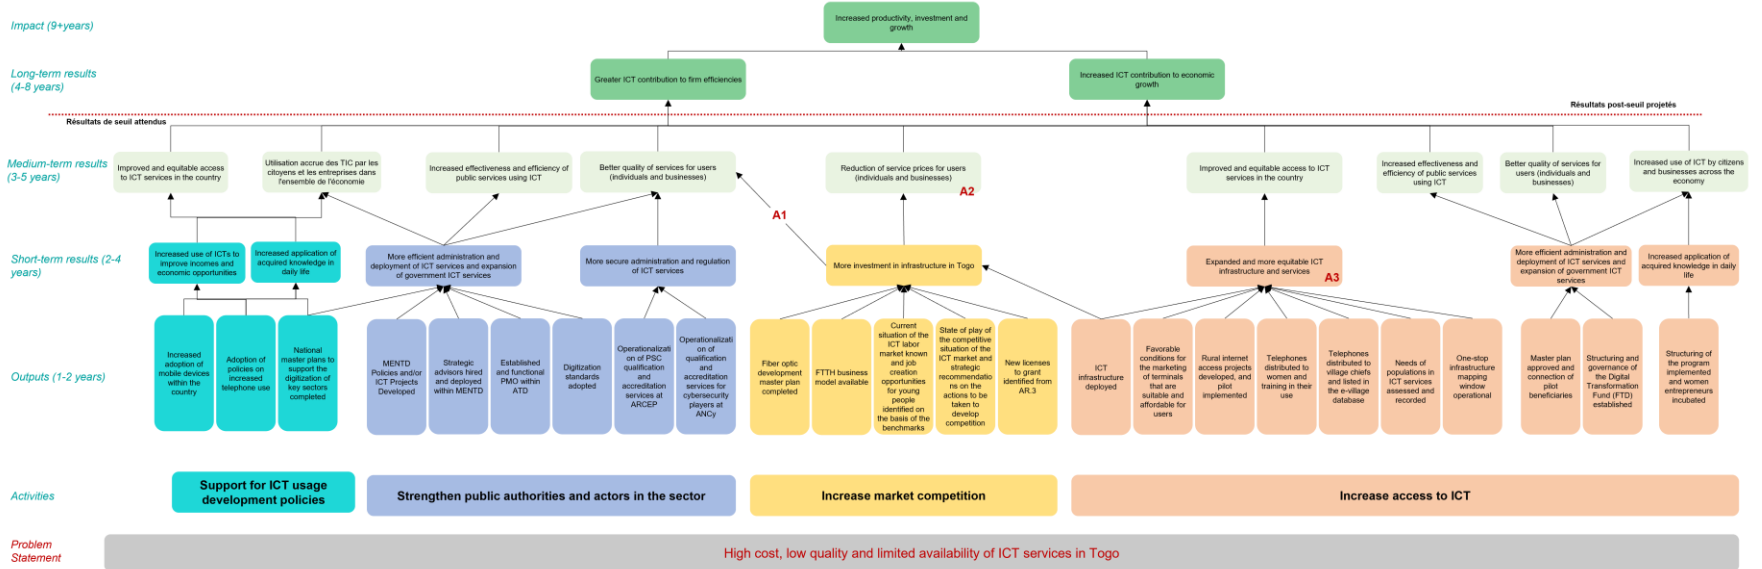 Impact (9+years)
Increased productivity, investment and
growth
Long-term results
(4-8 years)
Greater ICT contribution to firm efficiencies
Increased ICT contribution to economic
growth
Résultats de seuil attendus
Résultats post-seuil projetés
Medium-term results
(3-5 years)
Improved and equitable access
to ICT services in the country
Utilisation accrue des TIC par les
citoyens et les entreprises dans
l'ensemble de l'économie
Increased effectiveness and efficiency of
public services using ICT
Better quality of services for users
(individuals and businesses)
Reduction of service prices for users
(individuals and businesses)
A2
Improved and equitable access to ICT
services in the country
Increased effectiveness and
efficiency of public services
using ICT
Better quality of services for
users (individuals and
businesses)
Increased use of ICT by citizens
and businesses across the
economy
A1
Short-term results (2-4
years)
Increased use of ICTs to
improve incomes and
economic opportunities
Increased application of
acquired knowledge in
daily life
More efficient administration and
deployment of ICT services and expansion
of government ICT services
More secure administration and regulation
of ICT services
More investment in infrastructure in Togo
Expanded and more equitable ICT
infrastructure and services
A3
More efficient administration and
deployment of ICT services and
expansion of government ICT
services
Increased application of
acquired knowledge in daily
life
Outputs (1-2 years)
Increased
adoption of
mobile devices
within the
country
Adoption of
policies on
increased
telephone use
National
master plans to
support the
digitization of
key sectors
completed
MENTD
Policies and/or
ICT Projects
Developed
Strategic
advisors hired
and deployed
within MENTD
Established
and functional
PMO within
ATD
Digitization
standards
adopted
Operationalizati
on of PSC
qualification
and
accreditation
services at
ARCEP
Operationalizati
on of
qualification
and
accreditation
services for
cybersecurity
players at
ANCy
Fiber optic
development
master plan
completed
FTTH business
model available
Current
situation of the
ICT labor
market known
and job
creation
opportunities
for young
people
identified on
the basis of the
benchmarks
State of play of
the competitive
situation of the
ICT market and
strategic
recommendatio
ns on the
actions to be
taken to
develop
competition
New licenses
to grant
identified from
AR.3
ICT
infrastructure
deployed
Favorable
conditions for
the marketing
of terminals
that are
suitable and
affordable for
users
Rural internet
access projects
developed, and
pilot
implemented
Telephones
distributed to
women and
training in their
use
Telephones
distributed to
village chiefs
and listed in
the e-village
database
Needs of
populations in
ICT services
assessed and
recorded
One-stop
infrastructure
mapping
window
operational
Master plan
approved and
connection of
pilot
beneficiaries
Structuring and
governance of
the Digital
Transformation
Fund (FTD)
established
Structuring of
the program
implemented
and women
entrepreneurs
incubated
Activities
Support for ICT usage
development policies
Strengthen public authorities and actors in the sector
Increase market competition
Increase access to ICT
Problem
Statement
High cost, low quality and limited availability of ICT services in Togo